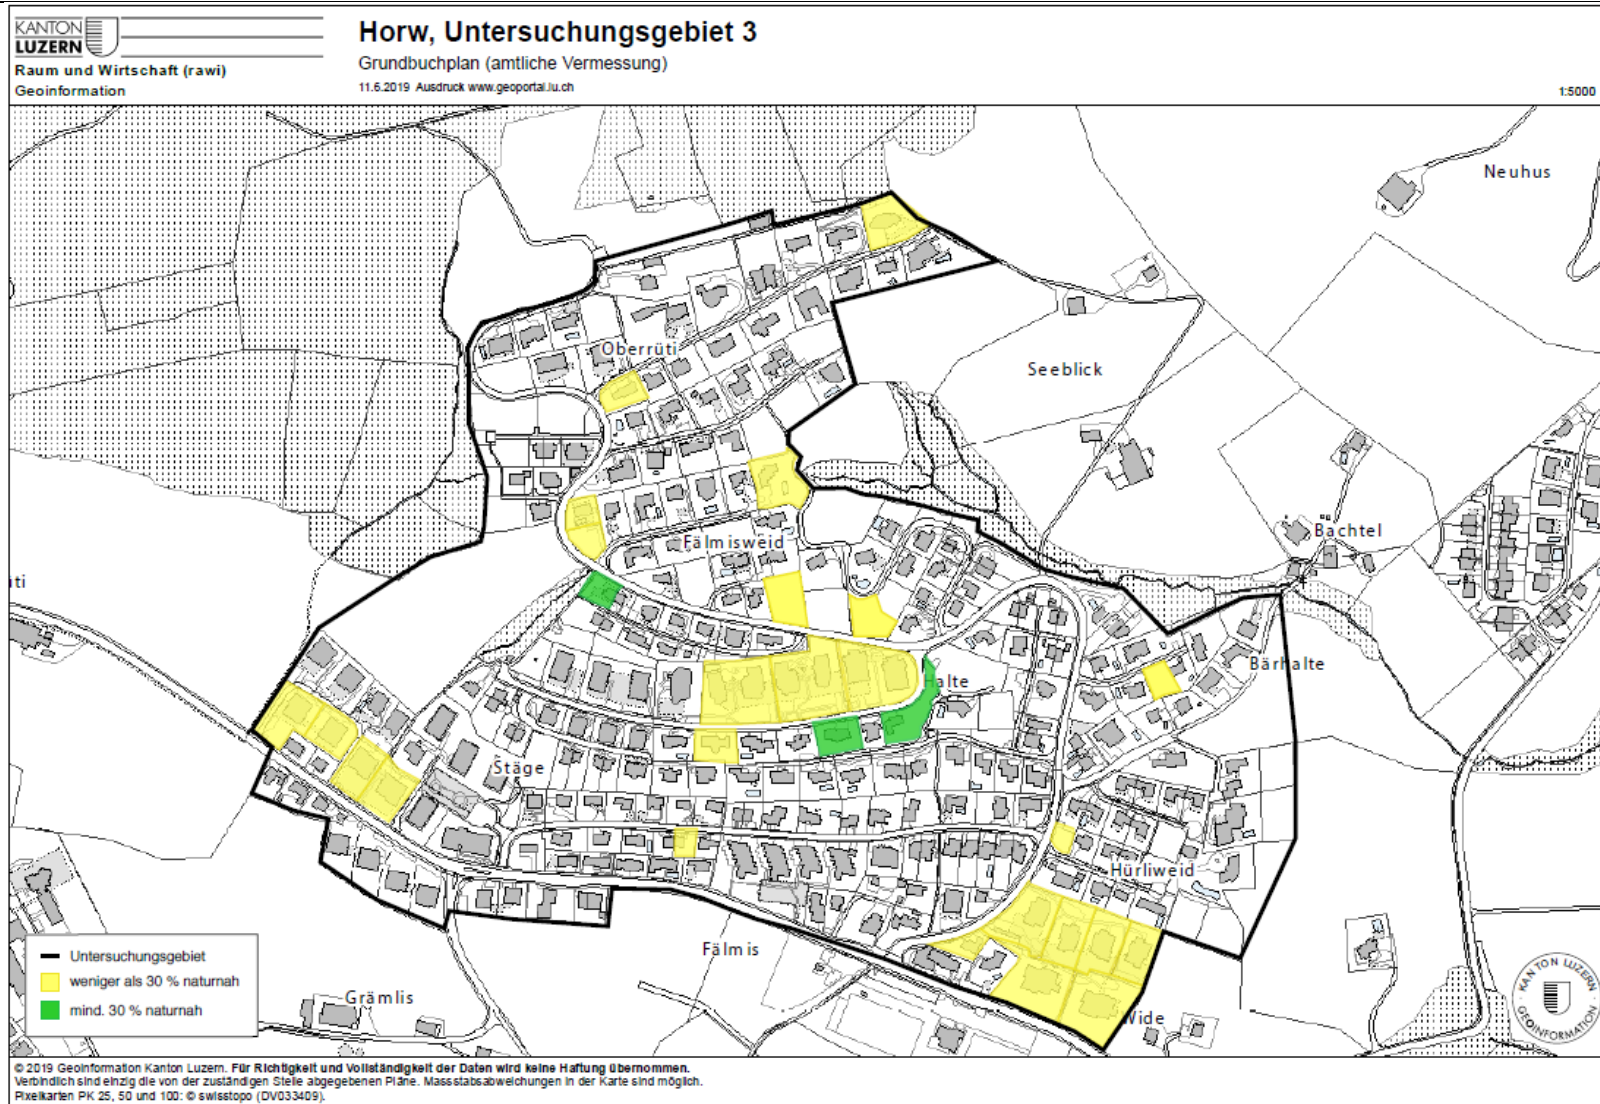 KANTON
LUZERN
Raum und Wirtschaft (rawi)
Geoinformation
Horw, Untersuchungsgebiet 3
Grundbuchplan (amtliche Vermessung)
11.6.2019 Ausdruck www.geoportal.lu.ch
1:5000
Neuhus
Oberrüti
Seeblick
Bachtel
Fälmisweid
üti
Bärhalte
Halte
Stäge
Hürliweid
Fälmis
Grämlis
Wide
Untersuchungsgebiet
weniger als 30 % naturnah
mind. 30 % naturnah
KANTON LUZERN
GEOINFORMATION
© 2019 Geoinformation Kanton Luzern. Für Richtigkeit und Vollständigkeit der Daten wird keine Haftung übernommen.
Verbindlich sind einzig die von der zuständigen Stelle abgegebenen Pläne. Massstabsabweichungen in der Karte sind möglich.
Pixelkarten PK 25, 50 und 100: © swisstopo (DV033409).